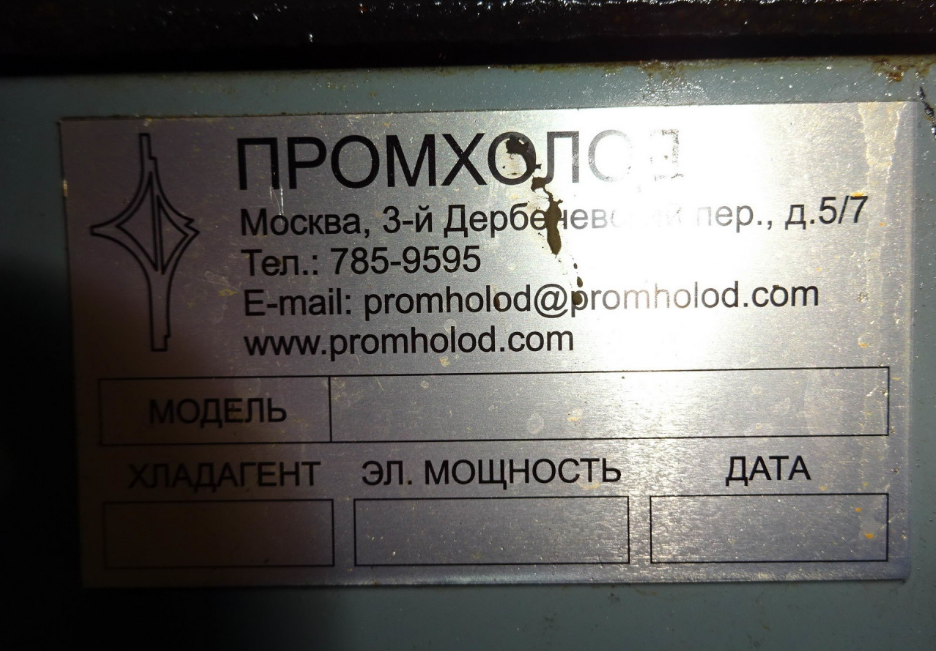 ПРОМХОЛОД
Москва, 3-й Дербеневский пер., д.5/7
Тел.: 785-9595
E-mail: promholod@promholod.com
www.promholod.com
МОДЕЛЬ
ХЛАДАГЕНТ ЭЛ. МОЩНОСТЬ ДАТА